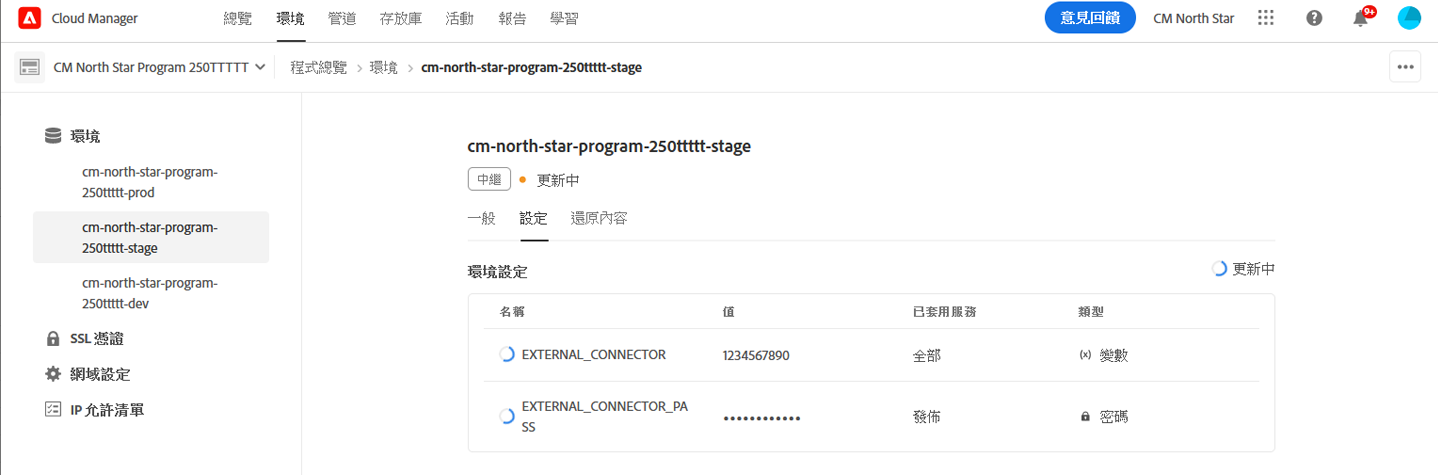 Cloud Manager 總覽 環境 管道 存放庫 活動 報告 學習 意見回饋 CM North Star 9+
CM North Star Program 250TTTTT 程式總覽 環境 cm-north-star-program-250ttttt-stage
環境
cm-north-star-program-
250ttttt-prod
cm-north-star-program-
250ttttt-stage
cm-north-star-program-
250ttttt-dev
SSL 憑證
網域設定
IP 允許清單
cm-north-star-program-250ttttt-stage
中繼 更新中
一般 設定 還原內容
環境設定 更新中
名稱 值 已套用服務 類型
EXTERNAL_CONNECTOR 1234567890 全部 (x) 變數
EXTERNAL_CONNECTOR_PA
SS •••••••••••• 發佈 密碼